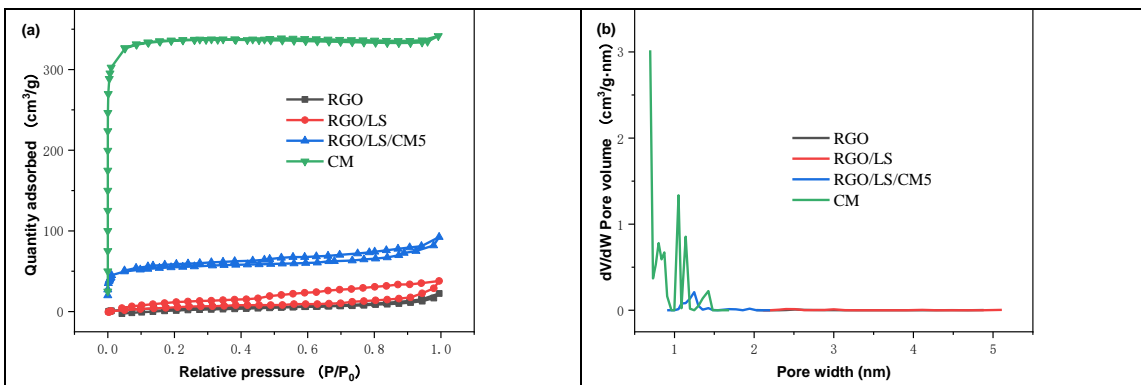 (a)
300
200
100
0
0.0
0.2
0.4
0.6
0.8
1.0
Quantity adsorbed (cm³/g)
Relative pressure (P/P₀)
RGO
RGO/LS
RGO/LS/CM5
CM
(b)
3
2
1
0
1
2
3
4
5
dV/dW Pore volume (cm³/g·nm)
Pore width (nm)
RGO
RGO/LS
RGO/LS/CM5
CM